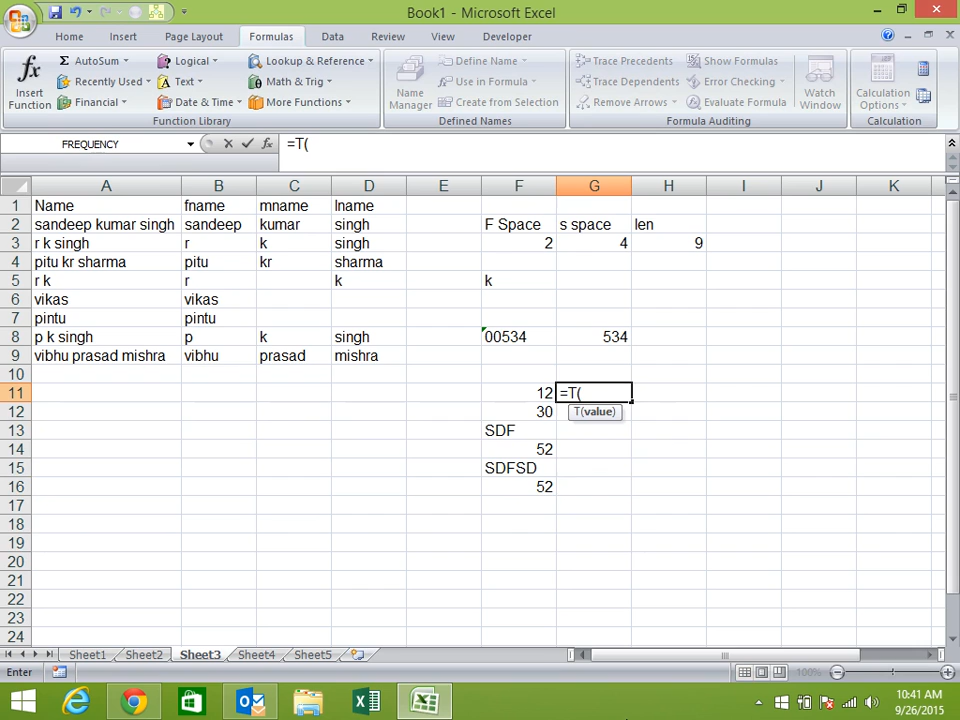 Book1 - Microsoft Excel
Home Insert Page Layout Formulas Data Review View Developer
Insert Function
AutoSum
Recently Used
Financial
Logical
Text
Date & Time
Lookup & Reference
Math & Trig
More Functions
Function Library
Name Manager
Define Name
Use in Formula
Create from Selection
Defined Names
Trace Precedents
Trace Dependents
Remove Arrows
Show Formulas
Error Checking
Evaluate Formula
Formula Auditing
Watch Window
Calculation Options
Calculation
FREQUENCY fx =T(
A B C D E F G H I J K
1 Name fname mname lname
2 sandeep kumar singh sandeep kumar singh F Space s space len
3 r k singh r k singh 2 4 9
4 pitu kr sharma pitu kr sharma
5 r k r k k
6 vikas vikas
7 pintu pintu
8 p k singh p k singh 00534 534
9 vibhu prasad mishra vibhu prasad mishra
10
11 12 =T(
12 30 T(value)
13 SDF
14 52
15 SDFSD
16 52
17
18
19
20
21
22
23
24
Sheet1 Sheet2 Sheet3 Sheet4 Sheet5
Enter 100%
10:41 AM
9/26/2015